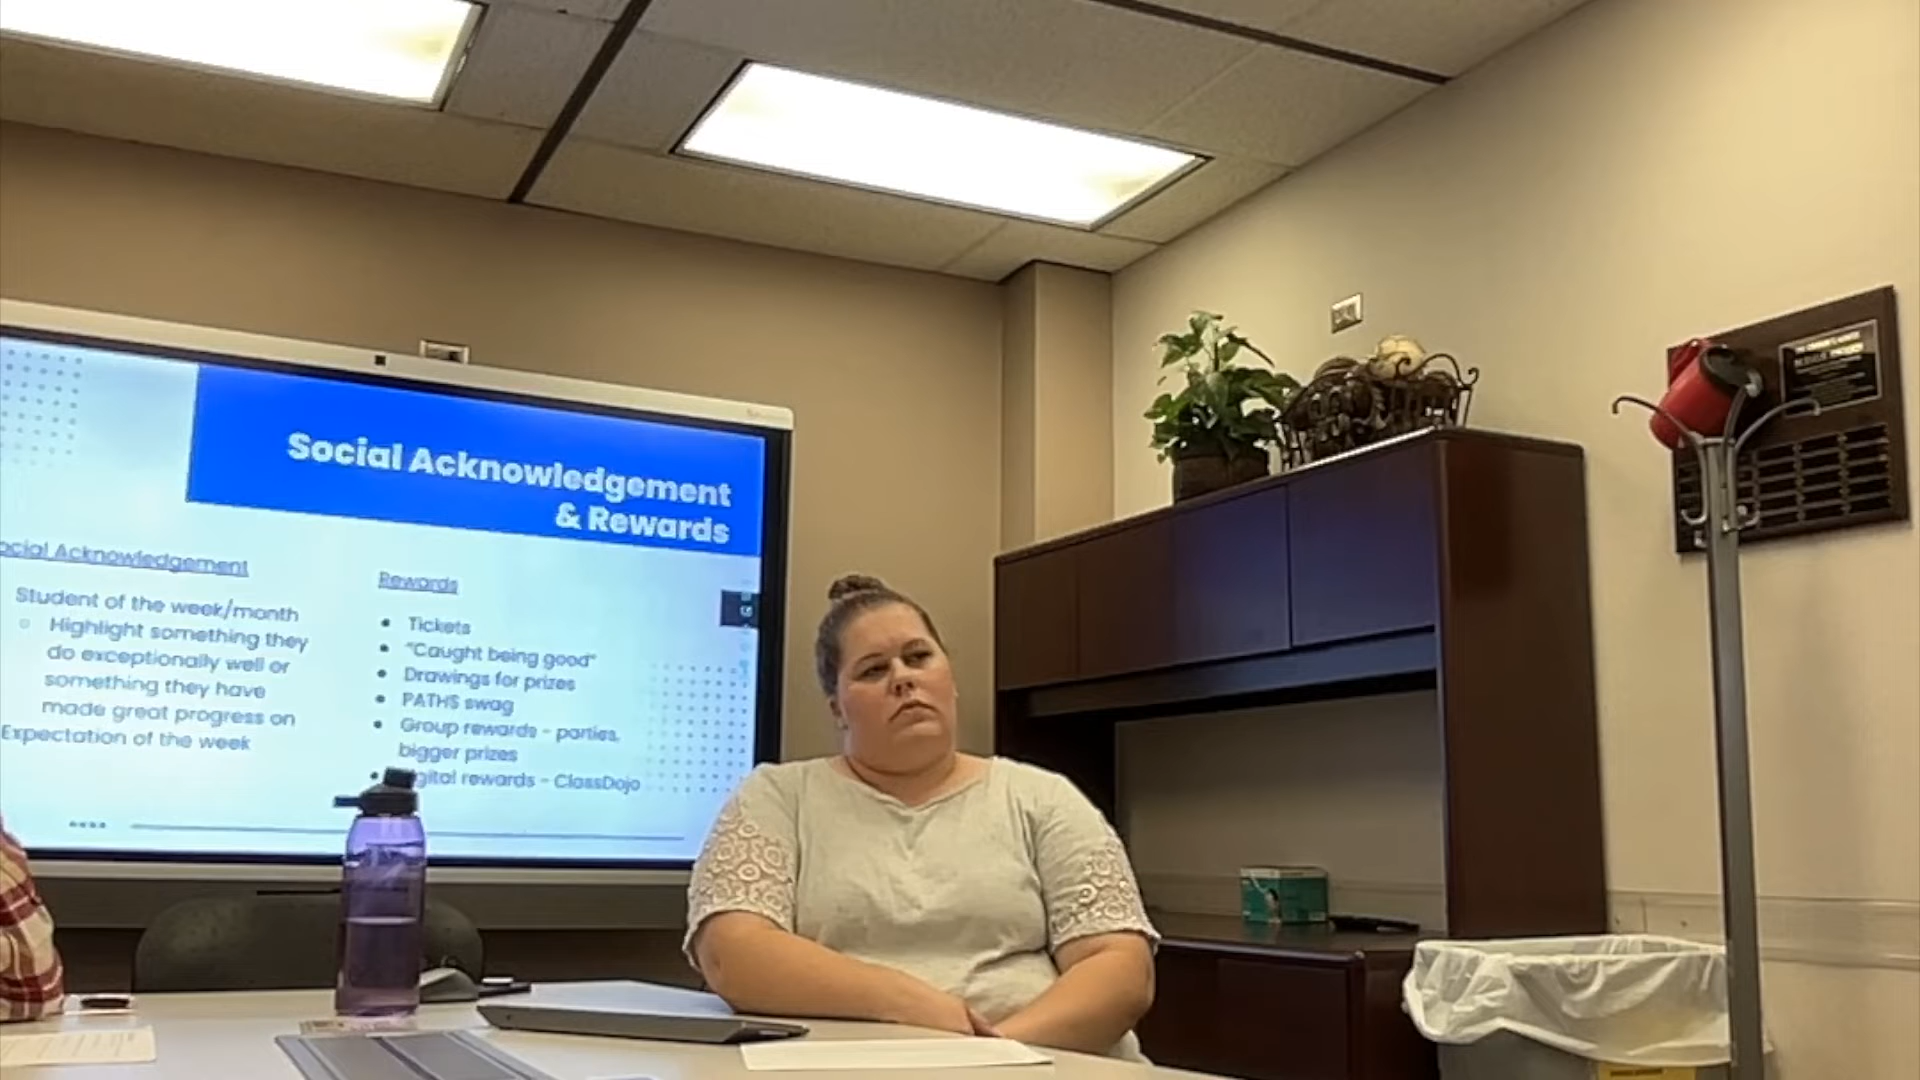 Social Acknowledgement
& Rewards
ocial Acknowledgement
Student of the week/month
Highlight something they
do exceptionally well or
something they have
made great progress on
Expectation of the week
Rewards
Tickets
"Caught being good"
Drawings for prizes
PATHS swag
Group rewards - parties,
bigger prizes
gital rewards - ClassDojo